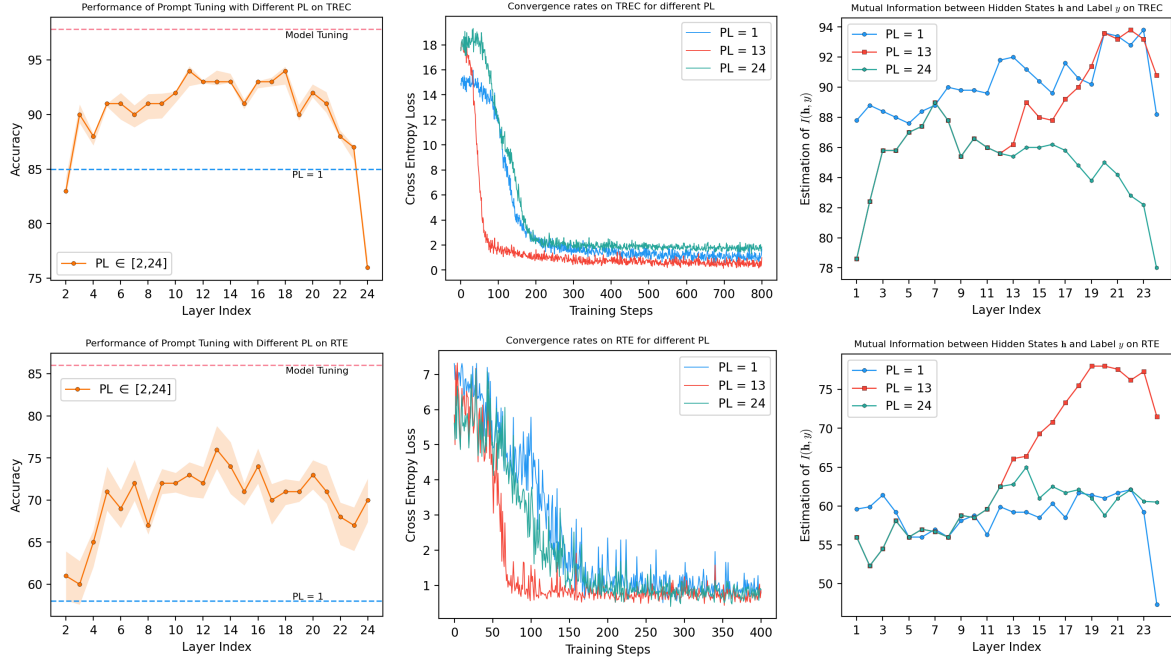 Performance of Prompt Tuning with Different PL on TREC
Model Tuning
PL = 1
PL ∈ [2,24]
Accuracy
95
90
85
80
75
2 4 6 8 10 12 14 16 18 20 22 24
Layer Index
Convergence rates on TREC for different PL
PL = 1
PL = 13
PL = 24
Cross Entropy Loss
18
16
14
12
10
8
6
4
2
0
0 100 200 300 400 500 600 700 800
Training Steps
Mutual Information between Hidden States h and Label y on TREC
PL = 1
PL = 13
PL = 24
Estimation of I(h, y)
94
92
90
88
86
84
82
80
78
1 3 5 7 9 11 13 15 17 19 21 23
Layer Index
Performance of Prompt Tuning with Different PL on RTE
Model Tuning
PL ∈ [2,24]
PL = 1
Accuracy
85
80
75
70
65
60
2 4 6 8 10 12 14 16 18 20 22 24
Layer Index
Convergence rates on RTE for different PL
PL = 1
PL = 13
PL = 24
Cross Entropy Loss
7
6
5
4
3
2
1
0 50 100 150 200 250 300 350 400
Training Steps
Mutual Information between Hidden States h and Label y on RTE
PL = 1
PL = 13
PL = 24
Estimation of I(h, y)
75
70
65
60
55
50
1 3 5 7 9 11 13 15 17 19 21 23
Layer Index